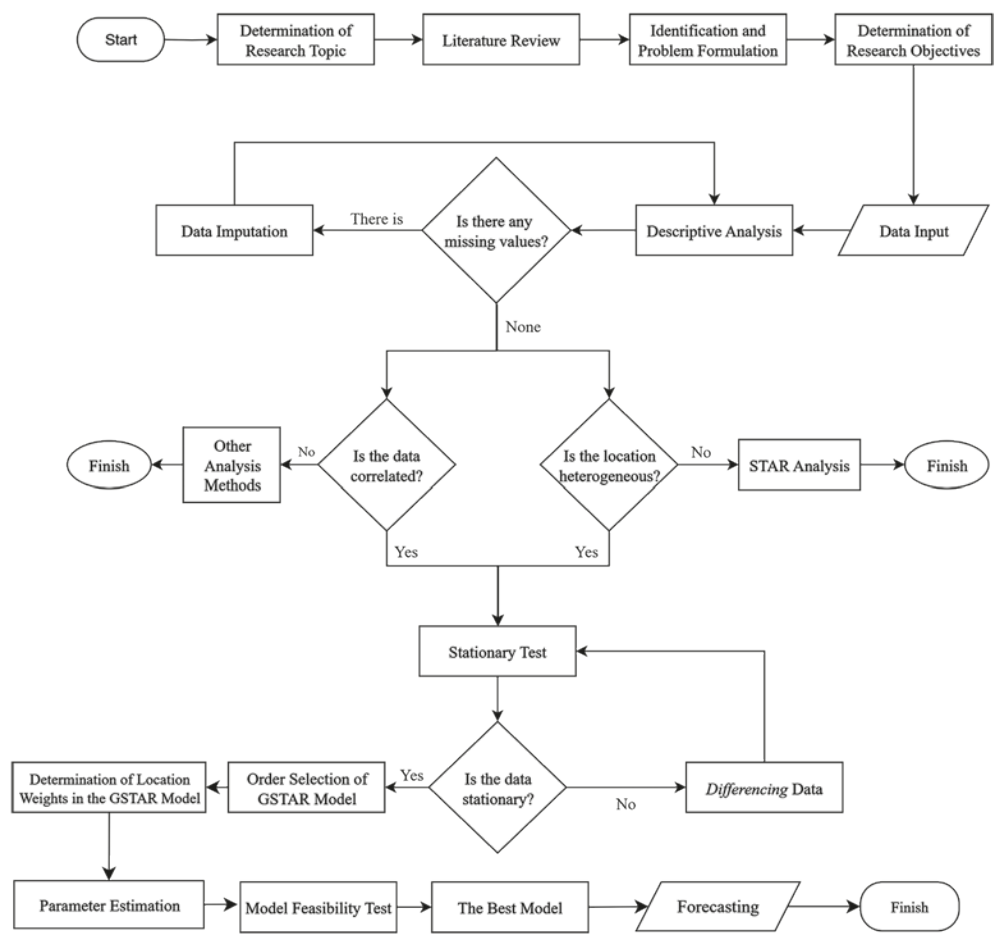 Start
Determination of
Research Topic
Literature Review
Identification and
Problem Formulation
Determination of
Research Objectives
Data Imputation
There is
Is there any
missing values?
Descriptive Analysis
Data Input
None
Finish
Other
Analysis
Methods
No
Is the data
correlated?
Is the location
heterogeneous?
No
STAR Analysis
Finish
Yes
Yes
Stationary Test
Determination of Location
Weights in the GSTAR Model
Order Selection of
GSTAR Model
Yes
Is the data
stationary?
No
Differencing Data
Parameter Estimation
Model Feasibility Test
The Best Model
Forecasting
Finish